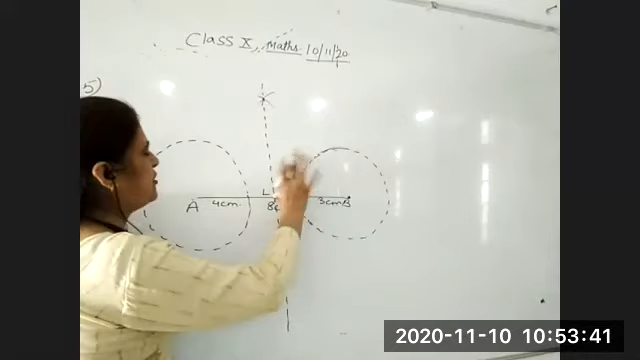 Class X Maths 10/11/20
5)
L
A 4cm. 8c 3cm B
2020-11-10 10:53:41